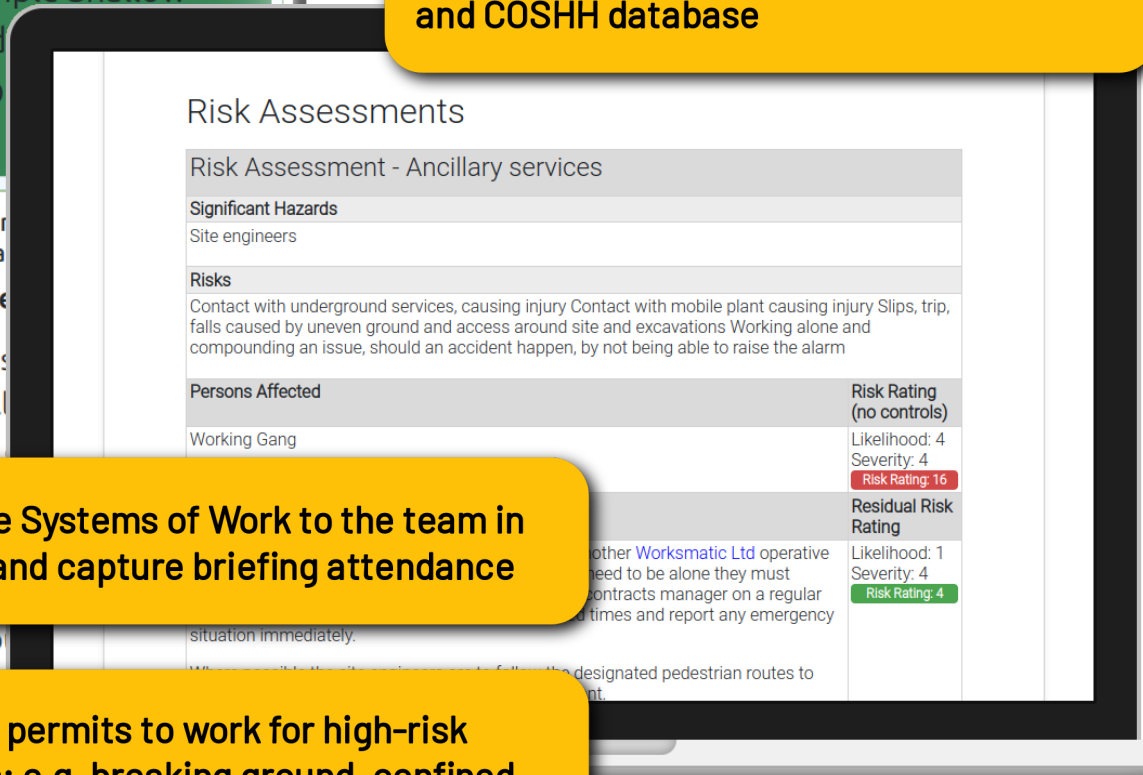 and COSHH database
Risk Assessments
Risk Assessment - Ancillary services
Significant Hazards
Site engineers
Risks
Contact with underground services, causing injury Contact with mobile plant causing injury Slips, trip,
falls caused by uneven ground and access around site and excavations Working alone and
compounding an issue, should an accident happen, by not being able to raise the alarm
Persons Affected
Risk Rating
(no controls)
Working Gang
Likelihood: 4
Severity: 4
Risk Rating: 16
Residual Risk
Rating
Systems of Work to the team in
and capture briefing attendance
Worksmatic Ltd operative
need to be alone they must
contracts manager on a regular
times and report any emergency
situation immediately.
Likelihood: 1
Severity: 4
Risk Rating: 4
designated pedestrian routes to
permits to work for high-risk